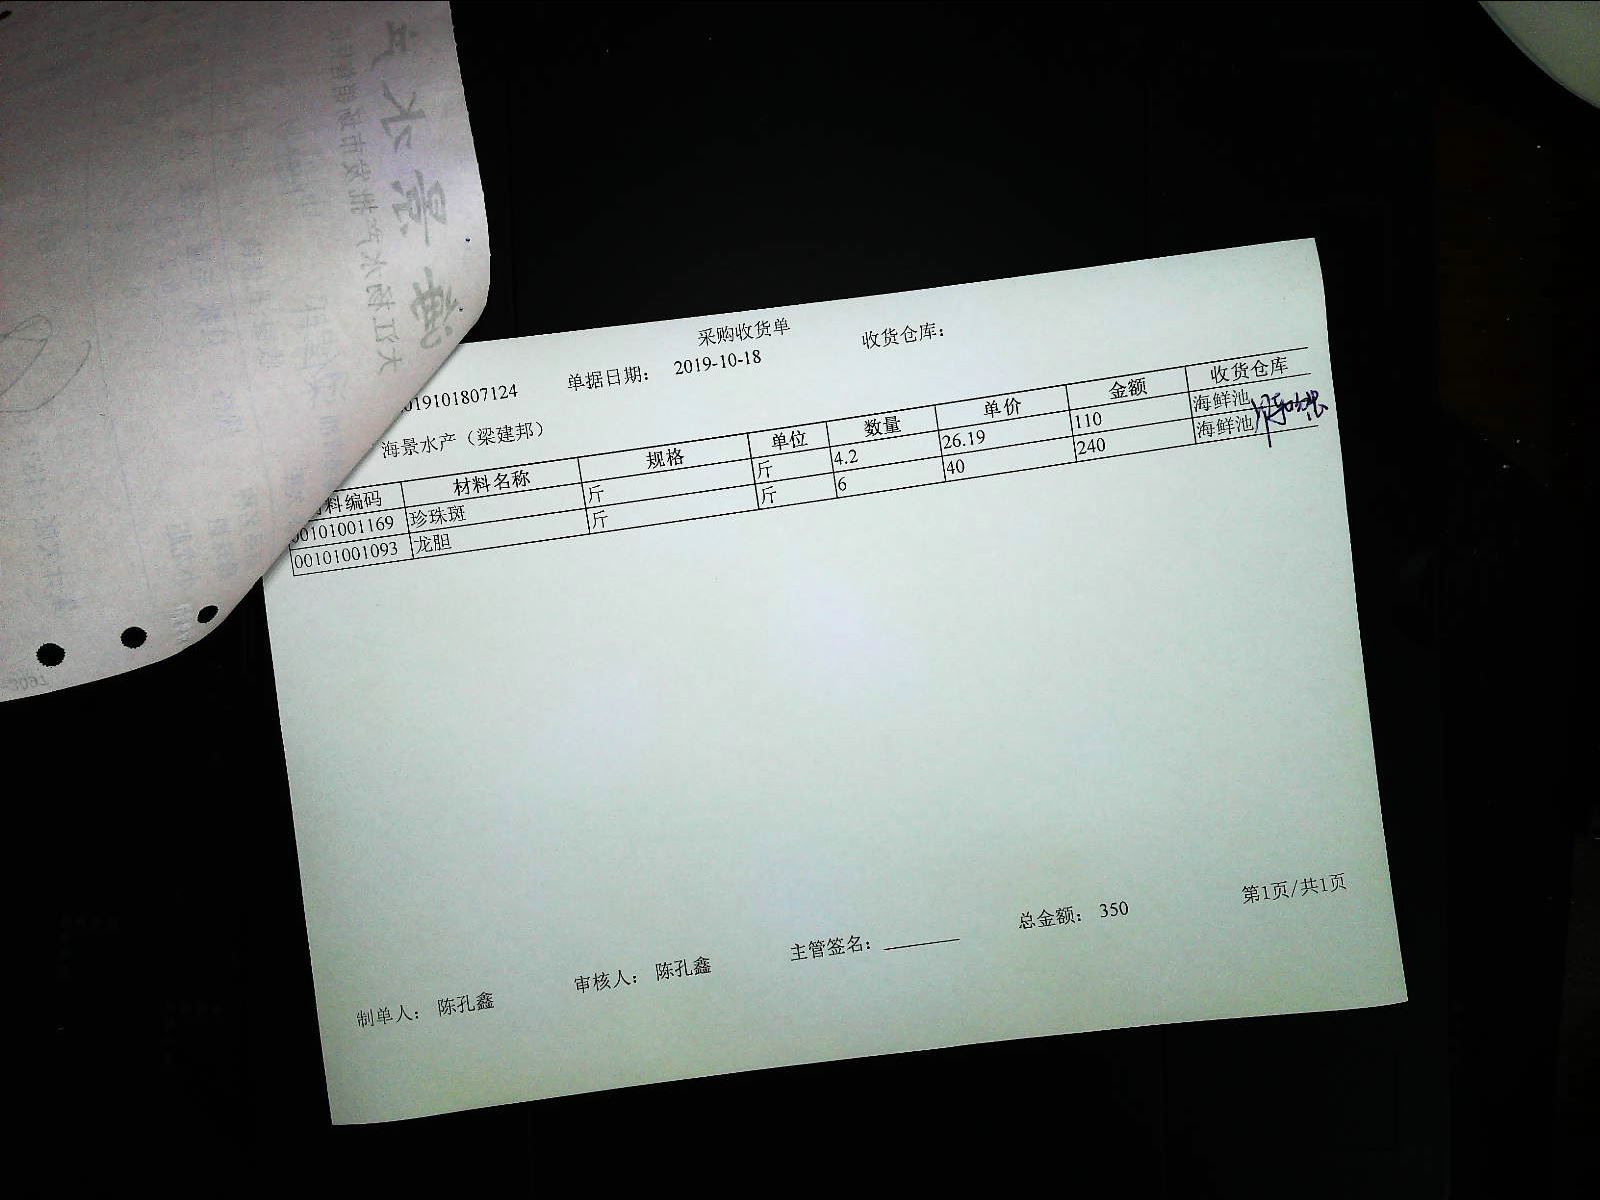 采购收货单
019101807124 单据日期: 2019-10-18 收货仓库:
海景水产（梁建邦）
料编码 材料名称 规格 单位 数量 单价 金额 收货仓库
00101001169 珍珠斑 斤 斤 4.2 26.19 110 海鲜池
00101001093 龙胆 斤 斤 6 40 240 海鲜池
制单人: 陈孔鑫 审核人: 陈孔鑫 主管签名: 总金额: 350 第1页/共1页